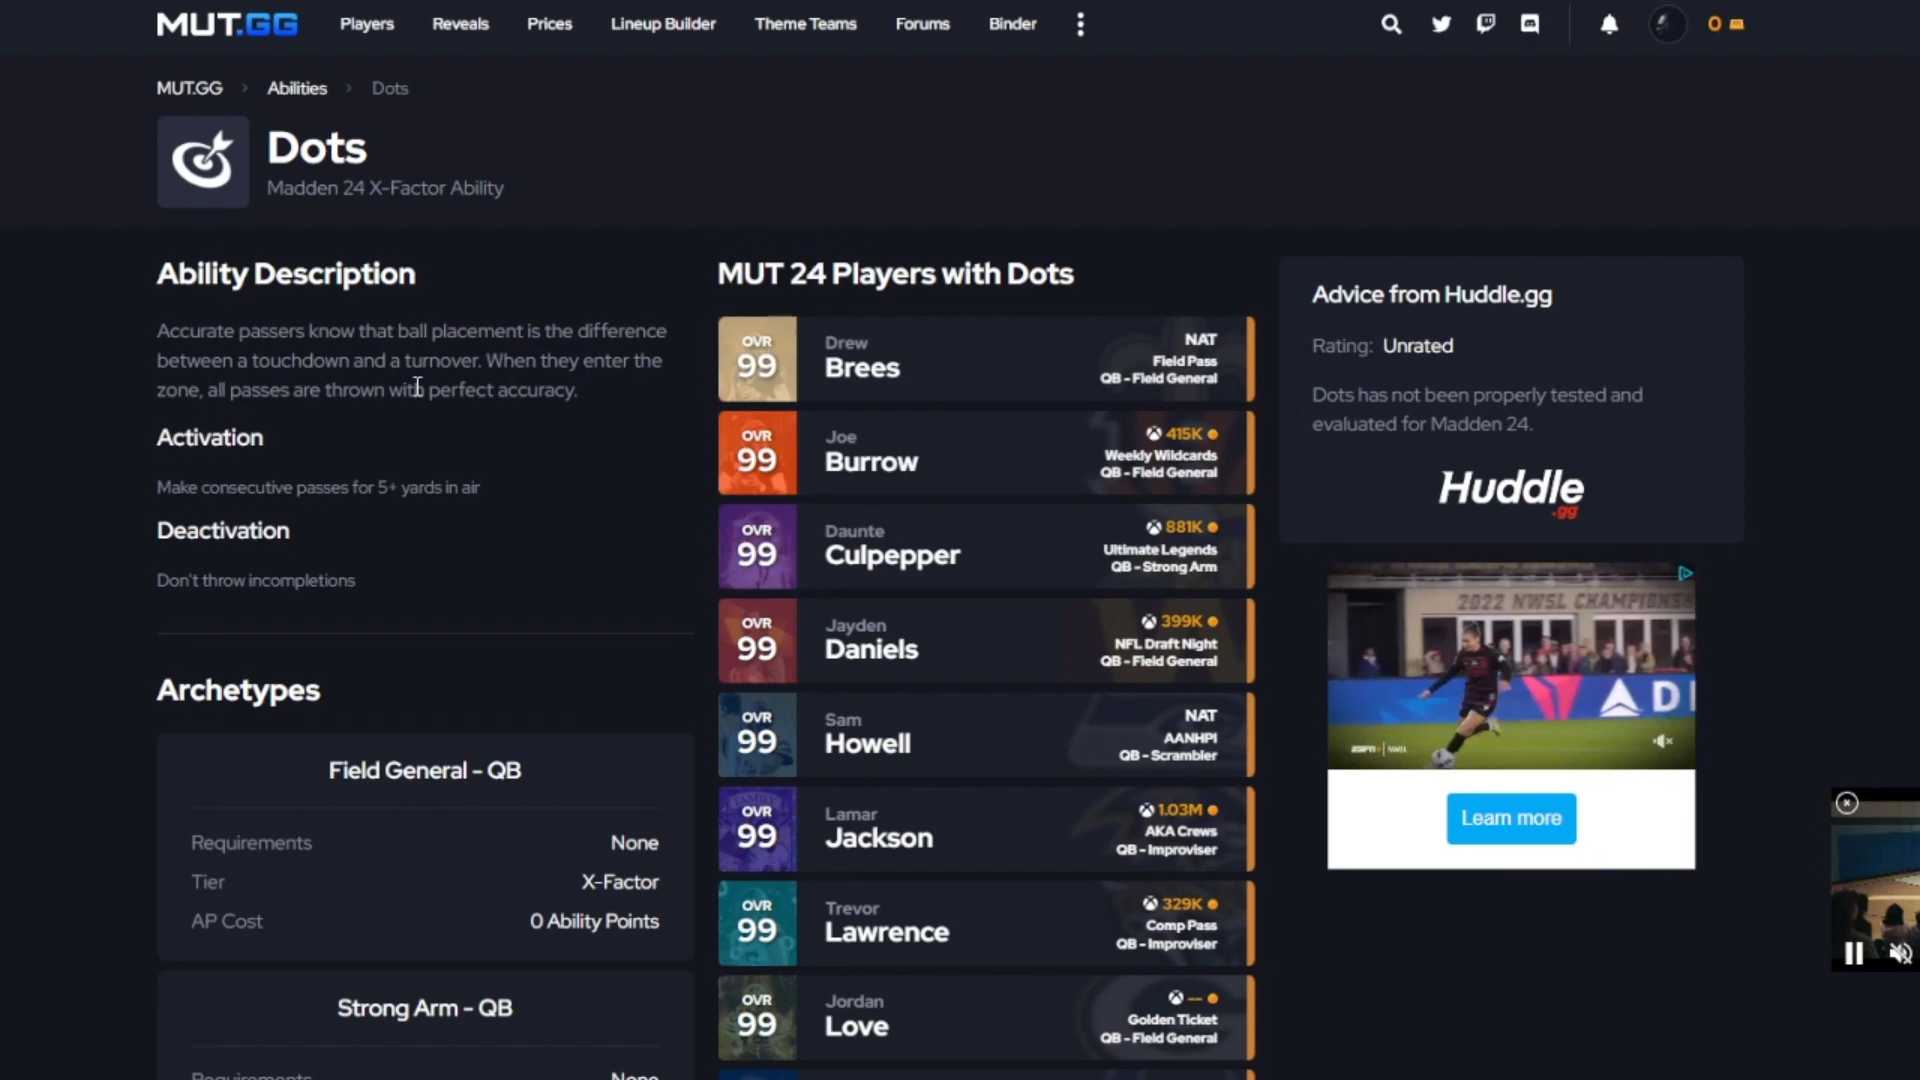 MUT.GG Players Reveals Prices Lineup Builder Theme Teams Forums Binder 0
MUT.GG > Abilities > Dots
Dots
Madden 24 X-Factor Ability
Ability Description
Accurate passers know that ball placement is the difference
between a touchdown and a turnover. When they enter the
zone, all passes are thrown with perfect accuracy.
Activation
Make consecutive passes for 5+ yards in air
Deactivation
Don't throw incompletions
Archetypes
Field General - QB
Requirements None
Tier X-Factor
AP Cost 0 Ability Points
Strong Arm - QB
Requirements None
MUT 24 Players with Dots
OVR
99
Drew
Brees
NAT
Field Pass
QB - Field General
OVR
99
Joe
Burrow
415K
Weekly Wildcards
QB - Field General
OVR
99
Daunte
Culpepper
881K
Ultimate Legends
QB - Strong Arm
OVR
99
Jayden
Daniels
399K
NFL Draft Night
QB - Field General
OVR
99
Sam
Howell
NAT
AANHPI
QB - Scrambler
OVR
99
Lamar
Jackson
1.03M
AKA Crews
QB - Improviser
OVR
99
Trevor
Lawrence
329K
Comp Pass
QB - Improviser
OVR
99
Jordan
Love
--
Golden Ticket
QB - Field General
Advice from Huddle.gg
Rating: Unrated
Dots has not been properly tested and
evaluated for Madden 24.
Huddle
.gg
2022 NWSL CHAMPIONS
ESPN | NWSL
Learn more